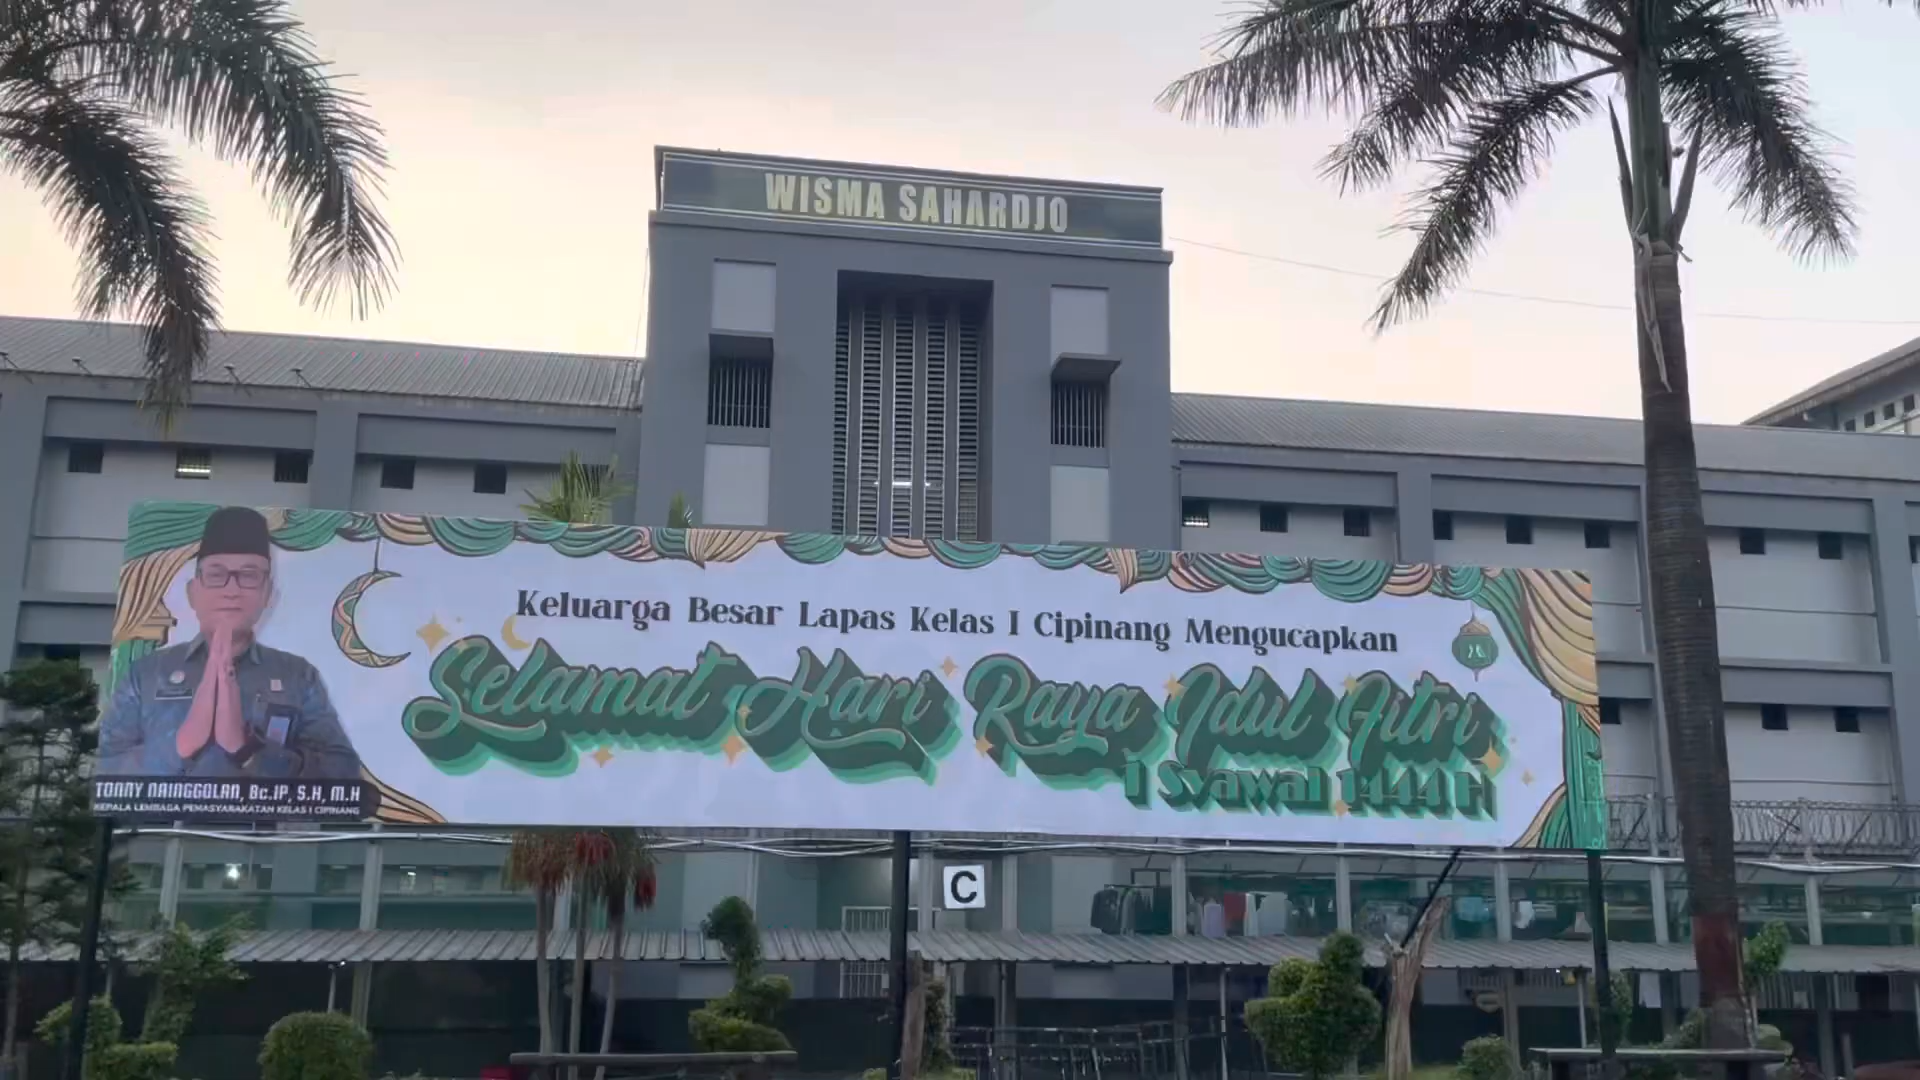 WISMA SAHARDJO
Keluarga Besar Lapas Kelas I Cipinang Mengucapkan
Selamat Hari Raya Idul Fitri
1 Syawal 1444 H
TONNY NAINGGOLAN, Bc.IP, S.H, M.H
KEPALA LEMBAGA PEMASYARAKATAN KELAS I CIPINANG
C